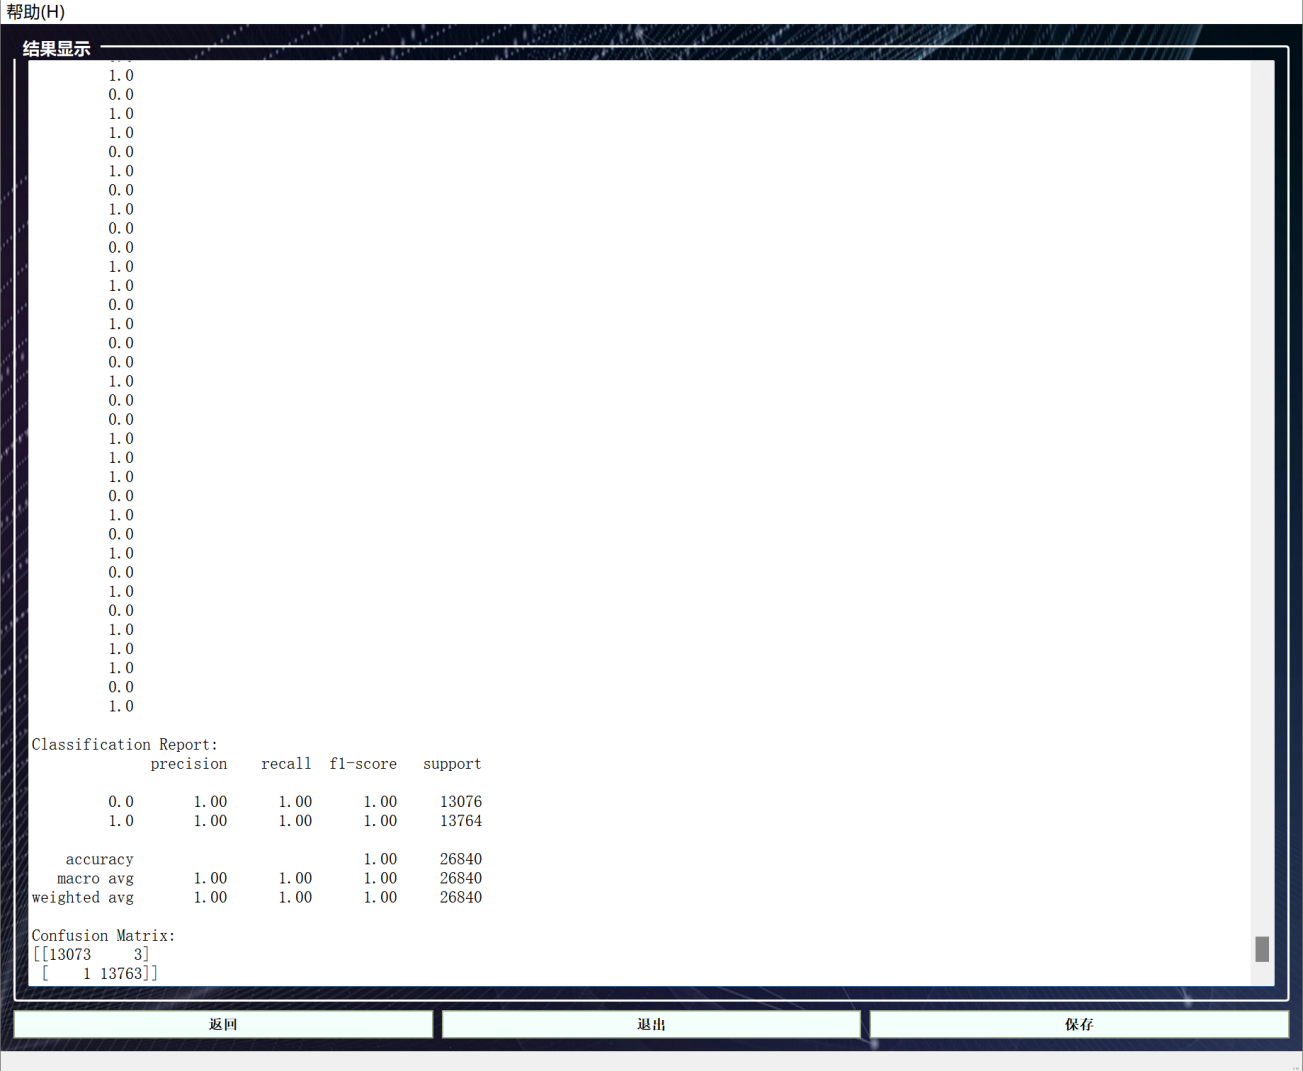 帮助(H)
结果显示
1.0
0.0
1.0
1.0
0.0
1.0
0.0
1.0
0.0
0.0
1.0
1.0
0.0
1.0
0.0
0.0
1.0
0.0
0.0
1.0
1.0
1.0
0.0
1.0
0.0
1.0
0.0
1.0
0.0
1.0
1.0
1.0
0.0
1.0
Classification Report:
precision recall f1-score support
0.0 1.00 1.00 1.00 13076
1.0 1.00 1.00 1.00 13764
accuracy 1.00 26840
macro avg 1.00 1.00 1.00 26840
weighted avg 1.00 1.00 1.00 26840
Confusion Matrix:
[[13073 3]
[ 1 13763]]
返回 退出 保存